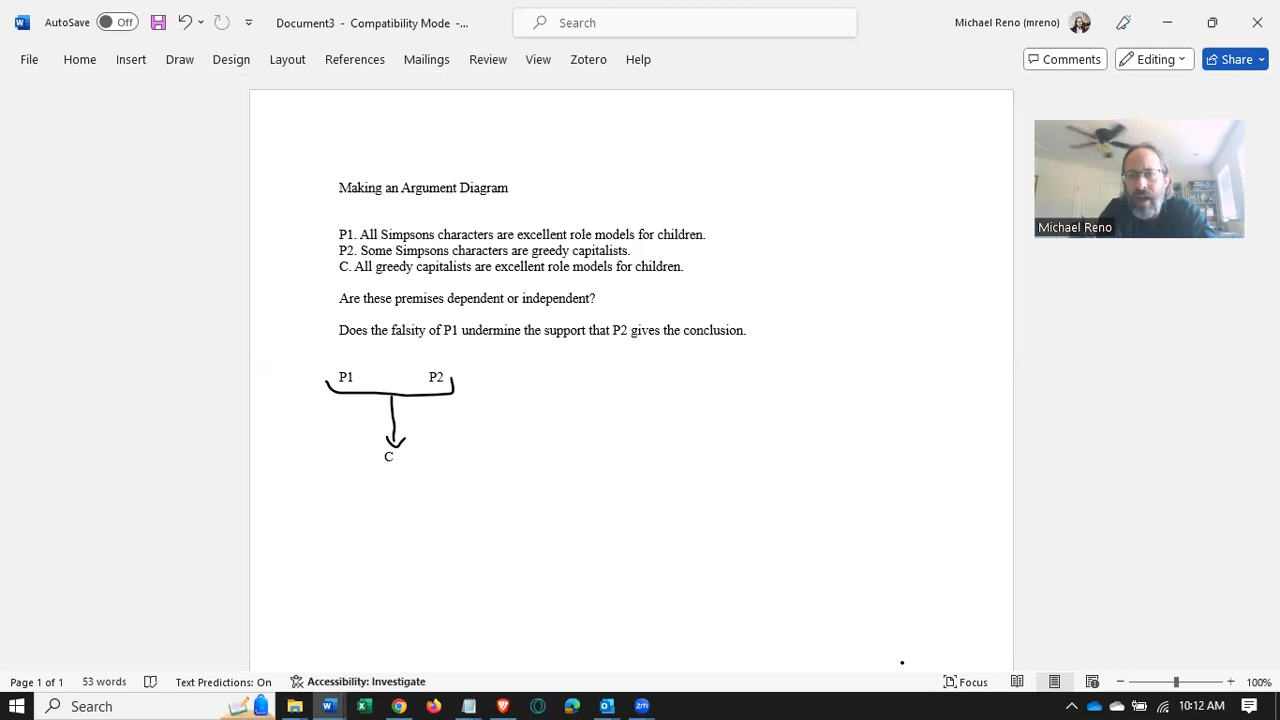 AutoSave Off Document3 - Compatibility Mode -... Search Michael Reno (mreno)
File Home Insert Draw Design Layout References Mailings Review View Zotero Help Comments Editing Share
Making an Argument Diagram
P1. All Simpsons characters are excellent role models for children.
P2. Some Simpsons characters are greedy capitalists.
C. All greedy capitalists are excellent role models for children.
Are these premises dependent or independent?
Does the falsity of P1 undermine the support that P2 gives the conclusion.
P1 P2
C
Michael Reno
Page 1 of 1 53 words Text Predictions: On Accessibility: Investigate Focus 100%
Search 10:12 AM